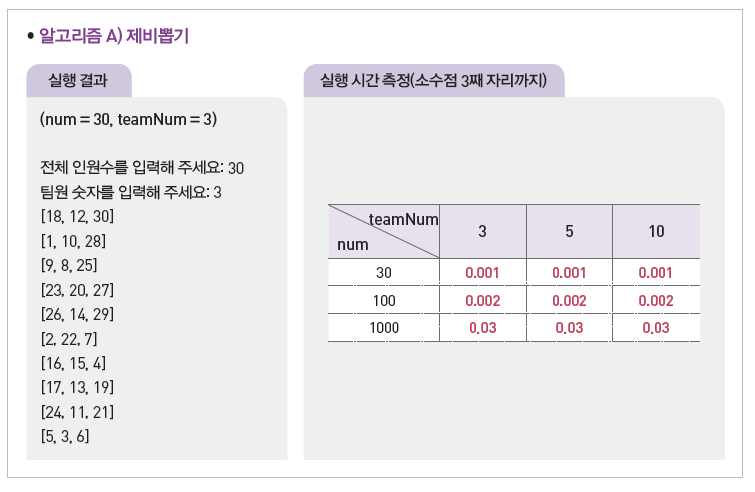 • 알고리즘 A) 제비뽑기
실행 결과
(num = 30, teamNum = 3)
전체 인원수를 입력해 주세요: 30
팀원 숫자를 입력해 주세요: 3
[18, 12, 30]
[1, 10, 28]
[9, 8, 25]
[23, 20, 27]
[26, 14, 29]
[2, 22, 7]
[16, 15, 4]
[17, 13, 19]
[24, 11, 21]
[5, 3, 6]
실행 시간 측정(소수점 3째 자리까지)
teamNum
num
3 5 10
30 0.001 0.001 0.001
100 0.002 0.002 0.002
1000 0.03 0.03 0.03